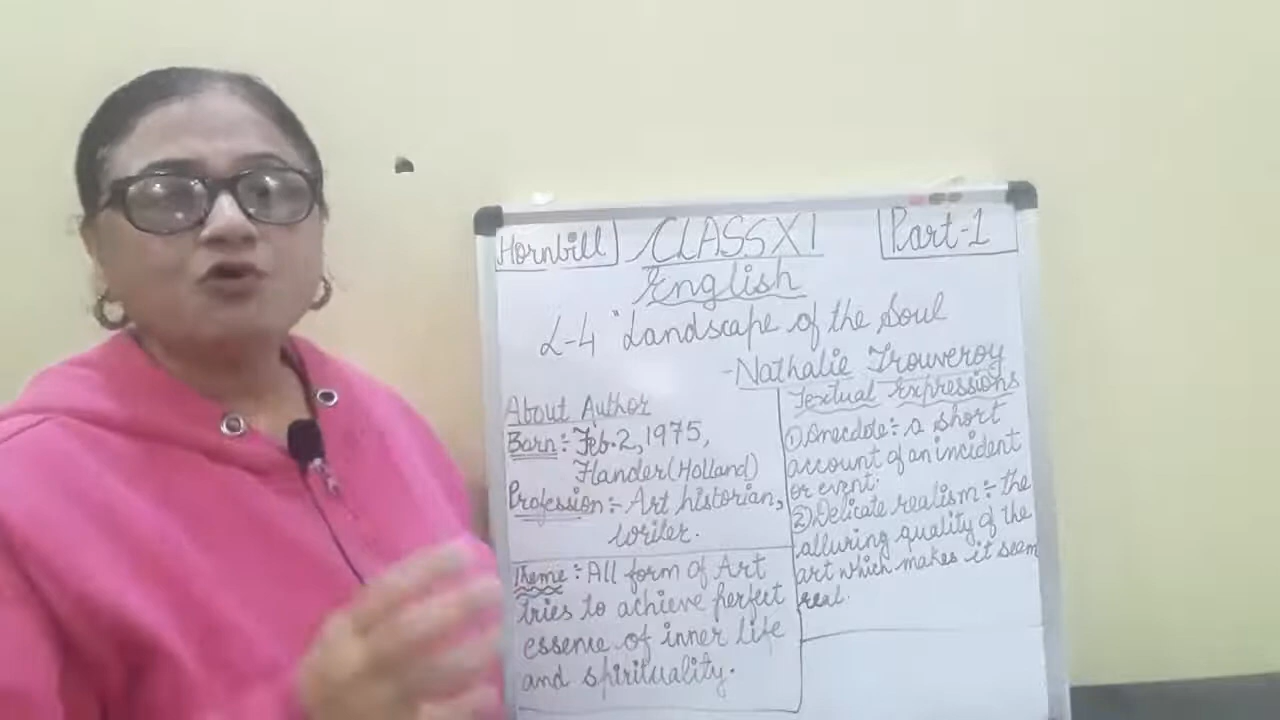 Hornbill CLASS XI Part-1
English
L-4 "Landscape of the Soul
-Nathalie Trouveroy
About Author
Born:- Feb. 2, 1975,
Flander (Holland)
Profession:- Art historian,
writer.
Theme:- All form of Art
tries to achieve perfect
essence of inner life
and spirituality.
Textual Expressions
1) Anecdote:- a short
account of an incident
or event.
2) Delicate realism:- the
alluring quality of the
art which makes it seem
real.